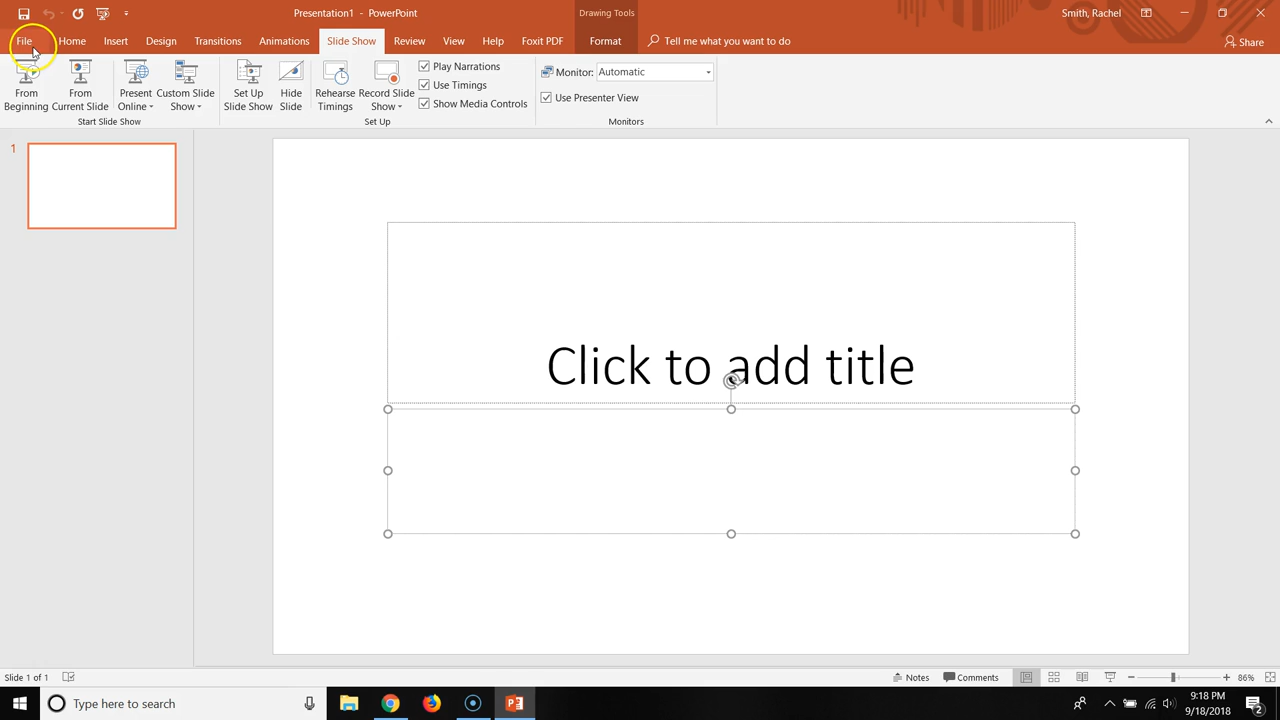 Presentation1 - PowerPoint
Drawing Tools
Smith, Rachel
File Home Insert Design Transitions Animations Slide Show Review View Help Foxit PDF Format Tell me what you want to do Share
From Beginning
From Current Slide
Present Online
Custom Slide Show
Set Up Slide Show
Hide Slide
Rehearse Timings
Record Slide Show
Play Narrations
Use Timings
Show Media Controls
Monitor: Automatic
Use Presenter View
Start Slide Show
Set Up
Monitors
1
Click to add title
Slide 1 of 1
Notes
Comments
86%
Type here to search
9:18 PM
9/18/2018
2